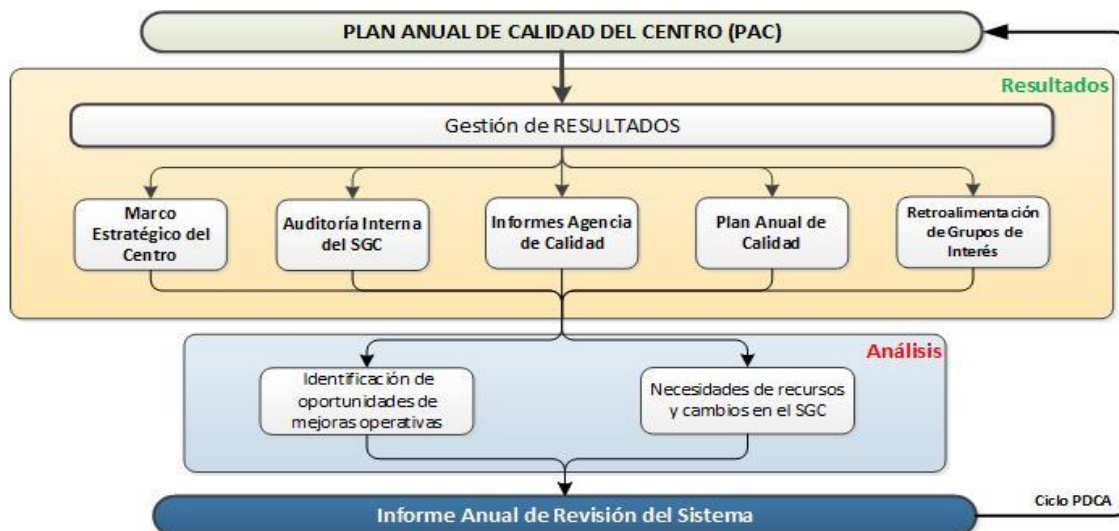 PLAN ANUAL DE CALIDAD DEL CENTRO (PAC)
Resultados
Gestión de RESULTADOS
Marco
Estratégico del
Centro
Auditoría Interna
del SGC
Informes Agencia
de Calidad
Plan Anual de
Calidad
Retroalimentación
de Grupos de
Interés
Análisis
Identificación de
oportunidades de
mejoras operativas
Necesidades de recursos
y cambios en el SGC
Informe Anual de Revisión del Sistema
Ciclo PDCA